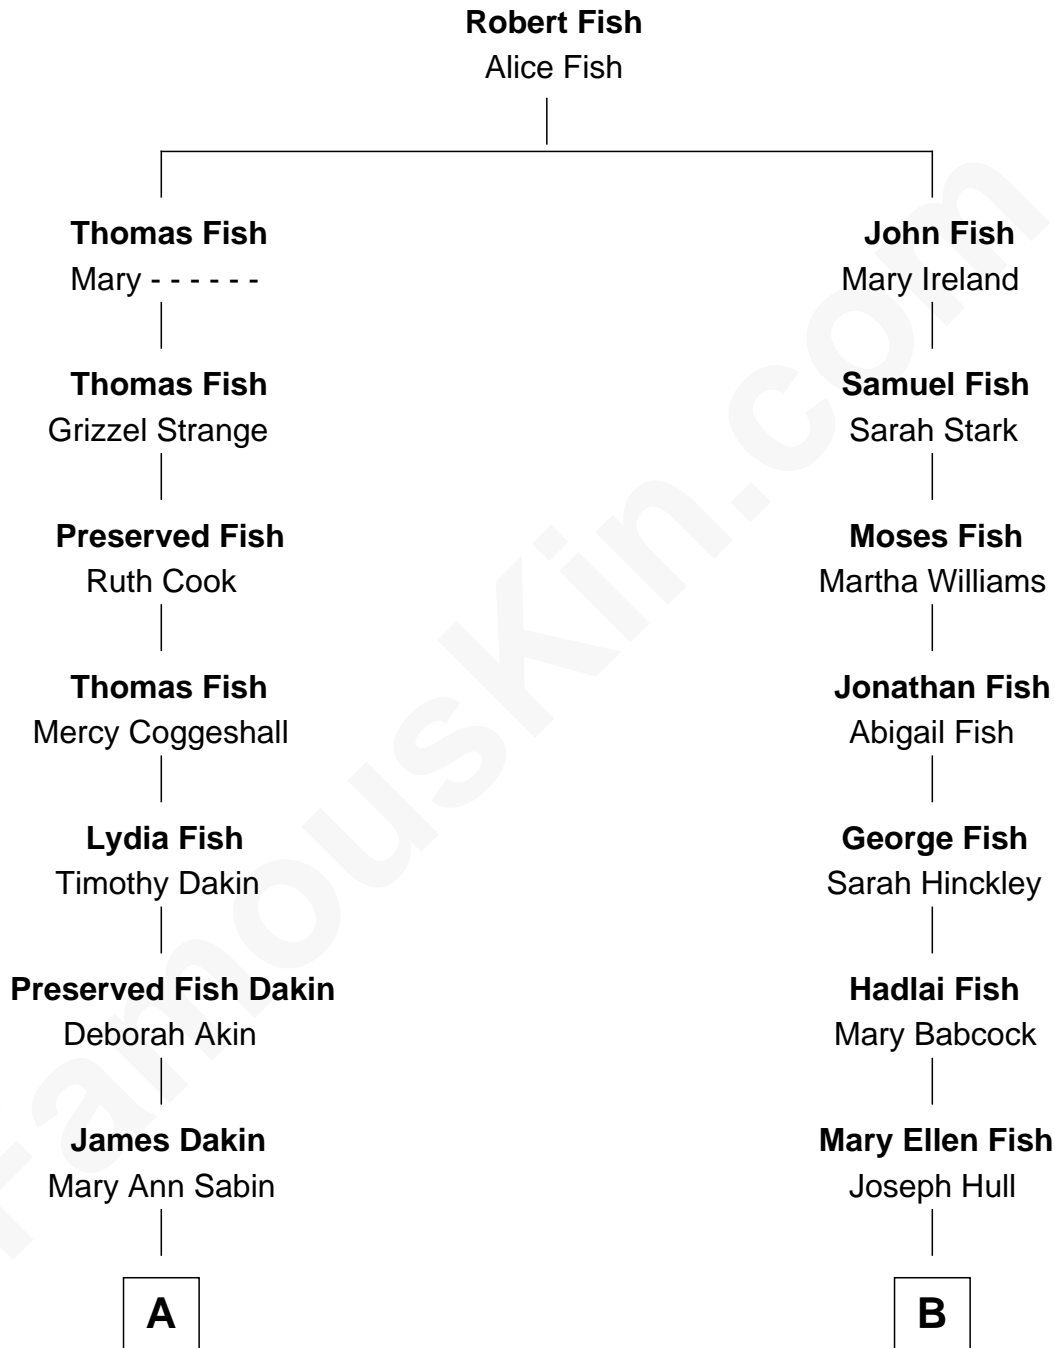 Robert Fish
Alice Fish
Thomas Fish
Mary - - - - - -
John Fish
Mary Ireland
Thomas Fish
Grizzel Strange
Samuel Fish
Sarah Stark
Preserved Fish
Ruth Cook
Moses Fish
Martha Williams
Thomas Fish
Mercy Coggeshall
Jonathan Fish
Abigail Fish
Lydia Fish
Timothy Dakin
George Fish
Sarah Hinckley
Preserved Fish Dakin
Deborah Akin
Hadlai Fish
Mary Babcock
James Dakin
Mary Ann Sabin
Mary Ellen Fish
Joseph Hull
A
B
FamousKin.com